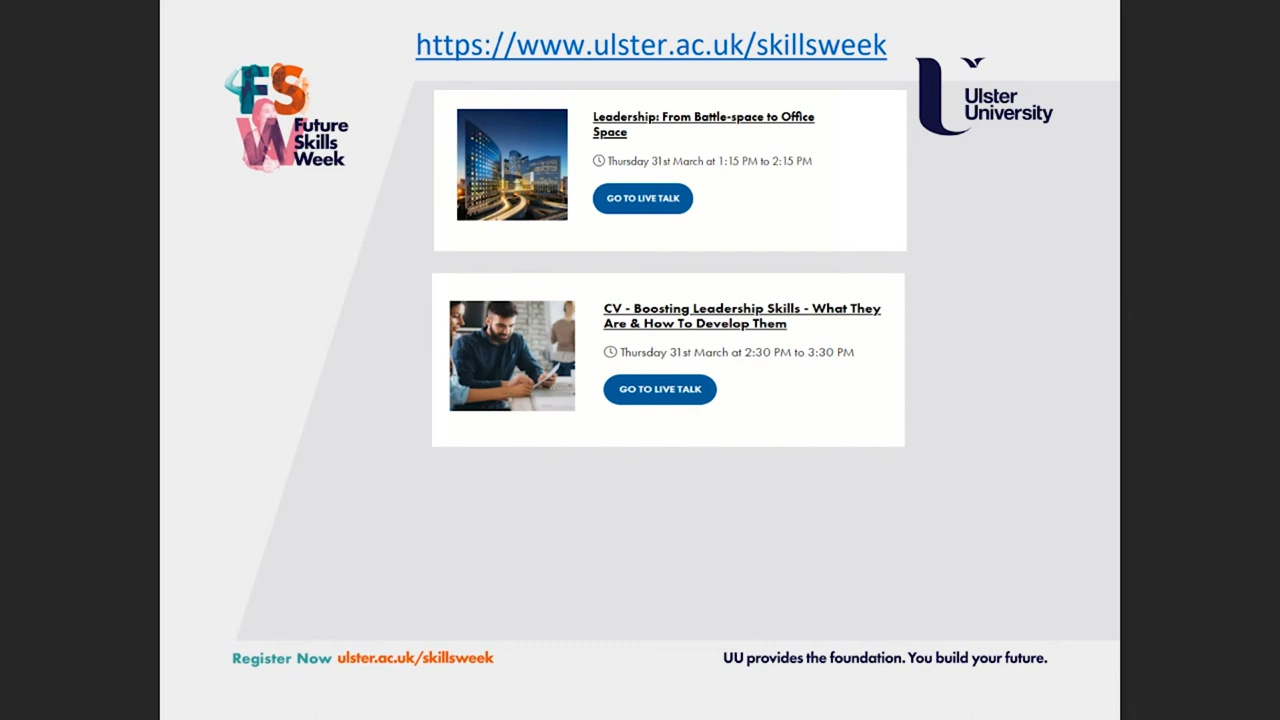 https://www.ulster.ac.uk/skillsweek
FS
W Future
Skills
Week
Ulster
University
Leadership: From Battle-space to Office
Space
Thursday 31st March at 1:15 PM to 2:15 PM
GO TO LIVE TALK
CV - Boosting Leadership Skills - What They
Are & How To Develop Them
Thursday 31st March at 2:30 PM to 3:30 PM
GO TO LIVE TALK
Register Now ulster.ac.uk/skillsweek
UU provides the foundation. You build your future.